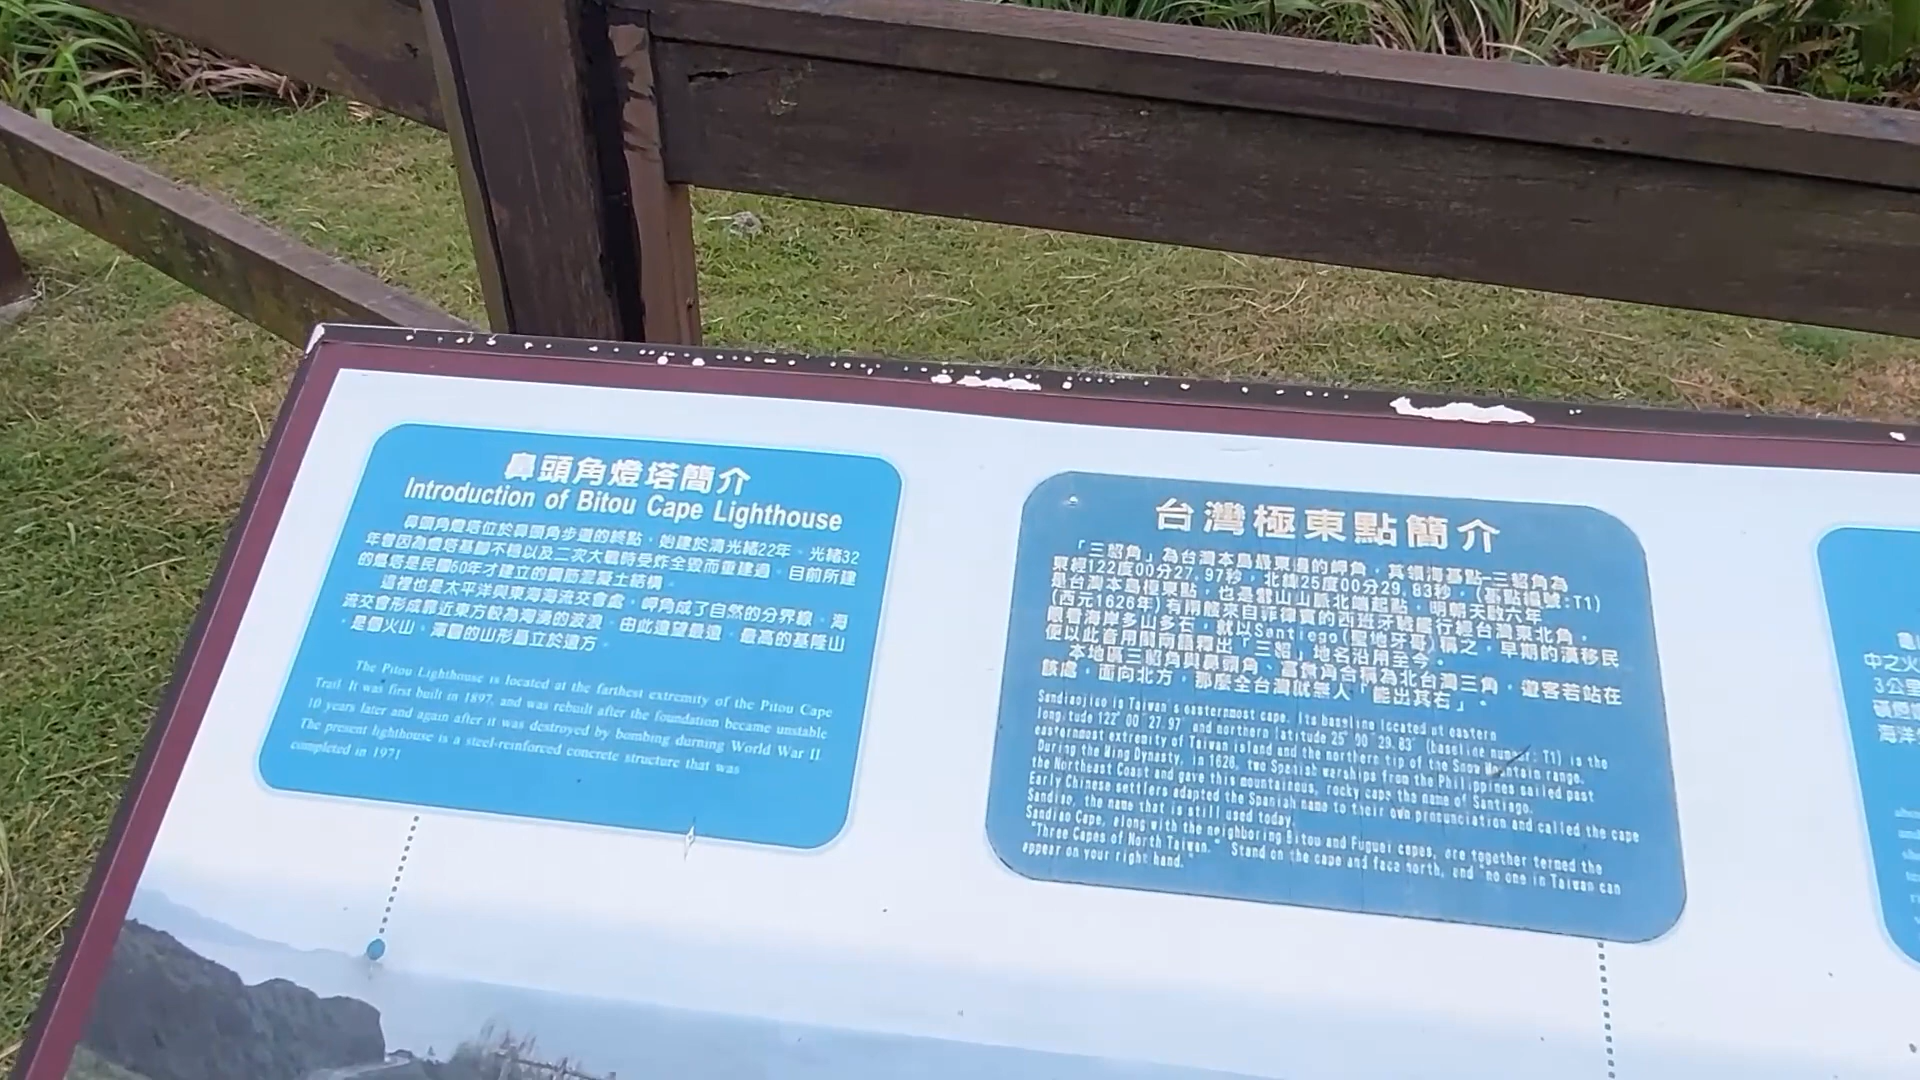 鼻頭角燈塔簡介
Introduction of Bitou Cape Lighthouse
鼻頭角燈塔位於鼻頭角步道的終點，始建於清光緒22年。光緒32
年曾因為燈塔基腳不穩以及二次大戰時受炸全毀而重建過。目前所建
的燈塔是民國60年才建立的鋼筋混凝土結構。
這裡也是太平洋與東海海流交會處，岬角成了自然的分界線。海
流交會形成靠近東方較為洶湧的波浪。由此遠望最遠、最高的基隆山
，是個火山，渾圓的山形矗立於遠方。
The Pitou Lighthouse is located at the farthest extremity of the Pitou Cape
Trail. It was first built in 1897, and was rebuilt after the foundation became unstable
10 years later and again after it was destroyed by bombing durning World War II.
The present lighthouse is a steel-reinforced concrete structure that was
completed in 1971
台灣極東點簡介
「三貂角」為台灣本島最東邊的岬角，其領海基點-三貂角為
東經122度00分27.97秒，北緯25度00分29.83秒，(基點編號:T1)
是台灣本島極東點，也是雪山山脈北端起點，明朝天啟六年
(西元1626年)有兩艘來自菲律賓的西班牙戰艦行經台灣東北角，
觀看海岸多山多石，就以Santiego(聖地牙哥)稱之，早期的漢移民
便以此音用閩南語釋出「三貂」地名沿用至今。
本地區三貂角與鼻頭角、富貴角合稱為北台灣三角，遊客若站在
該處，面向北方，那麼全台灣就無人「能出其右」。
Sandiaojiao is Taiwan's easternmost cape. Its baseline located at eastern
longitude 122°00'27.97" and northern latitude 25°00'29.83" (baseline number: T1) is the
easternmost extremity of Taiwan island and the northern tip of the Snow Mountain range.
During the Ming Dynasty, in 1626, two Spanish warships from the Philippines sailed past
the Northeast Coast and gave this mountainous, rocky cape the name of Santiago.
Early Chinese settlers adapted the Spanish name to their own pronunciation and called the cape
Sandiao, the name that is still used today.
Sandiao Cape, along with the neighboring Bitou and Fuguei capes, are together termed the
"Three Capes of North Taiwan." Stand on the cape and face north, and "no one in Taiwan can
appear on your right hand."
中之火
3公里
海洋